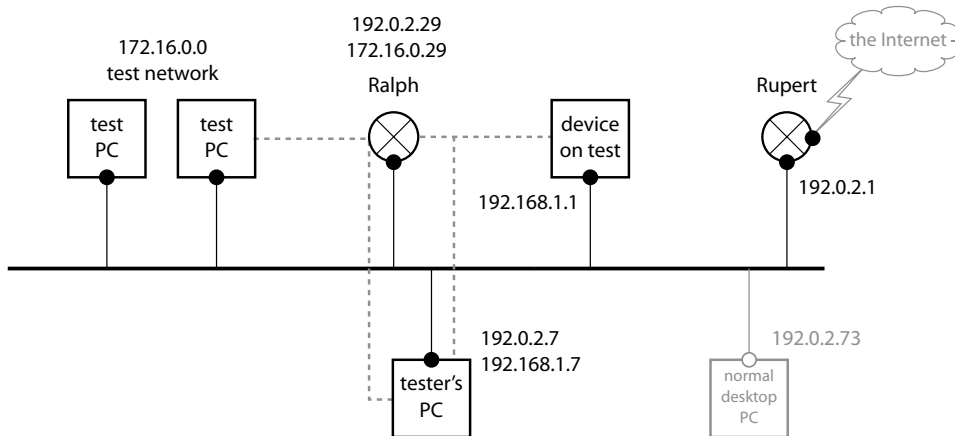 192.0.2.29
172.16.0.29
172.16.0.0
test network
the Internet
Ralph
Rupert
test
PC
test
PC
device
on test
192.168.1.1
192.0.2.1
192.0.2.7
192.168.1.7
192.0.2.73
tester's
PC
normal
desktop
PC